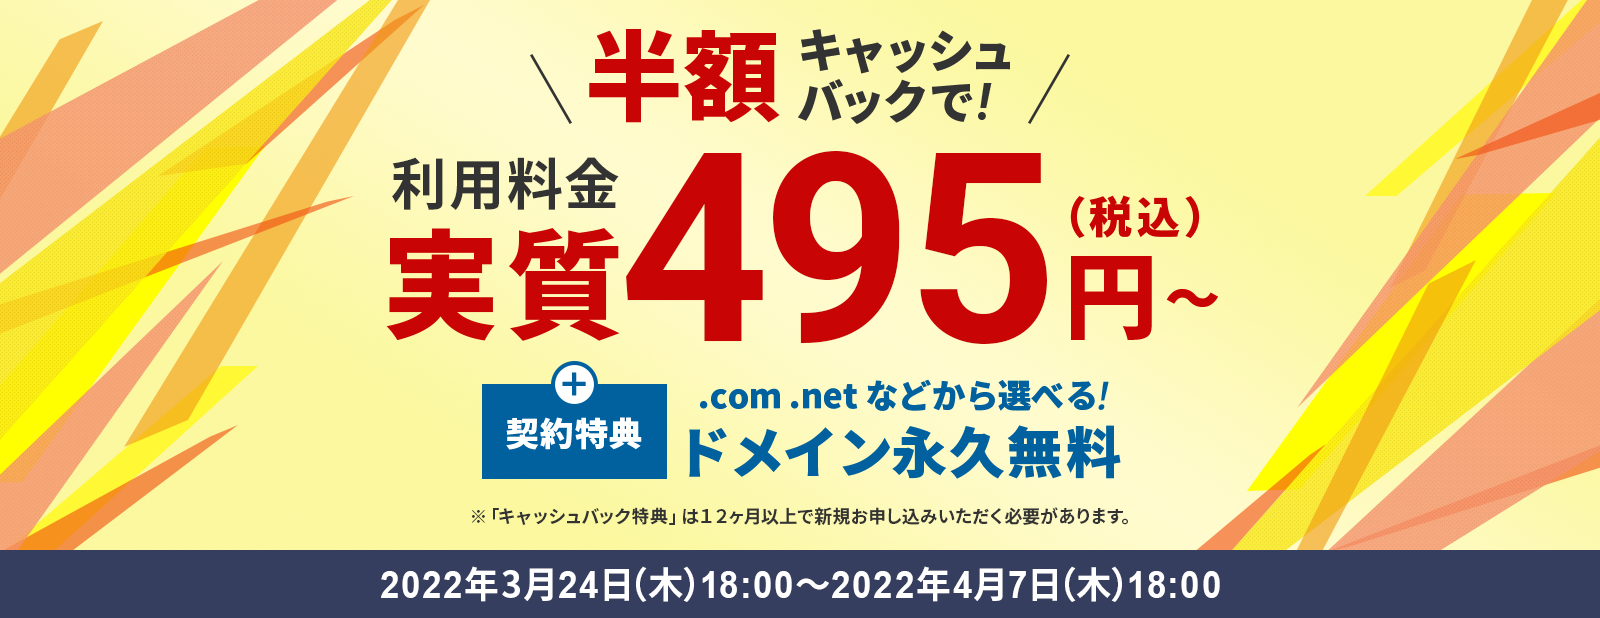 半額 キャッシュ
バックで!
利用料金
実質495円〜
(税込)
+
契約特典
.com .net などから選べる!
ドメイン永久無料
※「キャッシュバック特典」は12ヶ月以上で新規お申し込みいただく必要があります。
2022年3月24日(木)18:00〜2022年4月7日(木)18:00